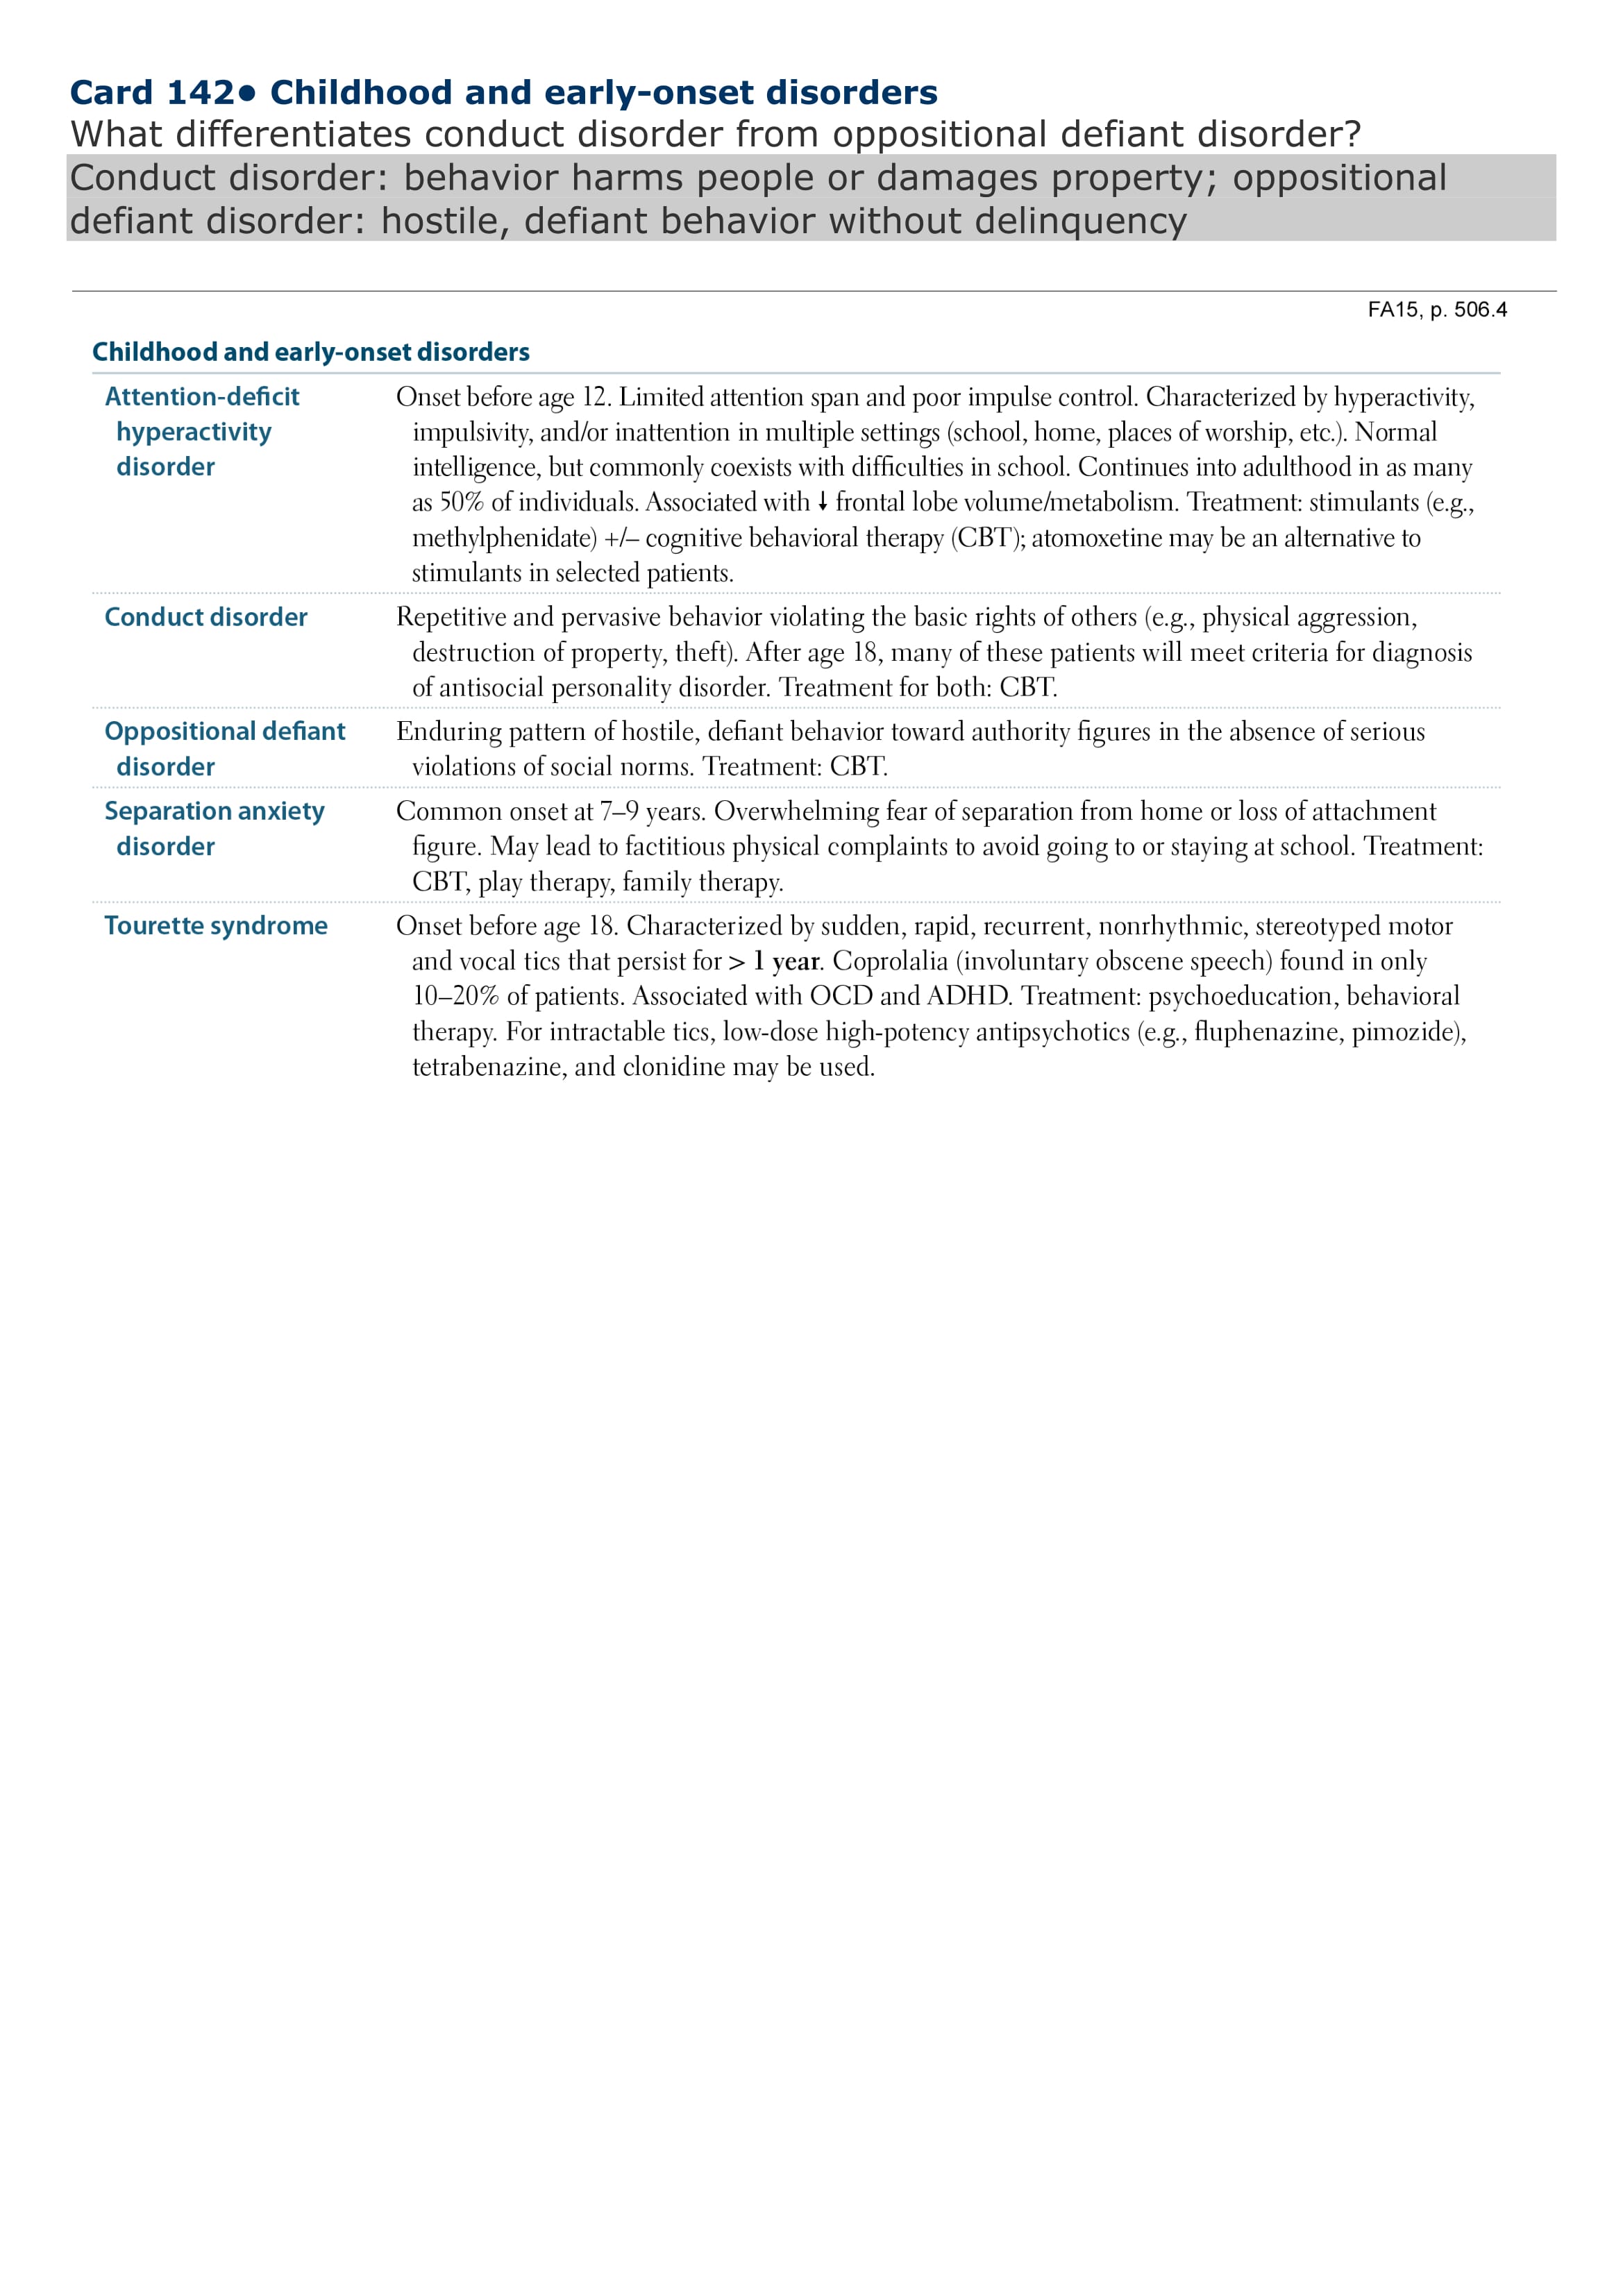 Card 142• Childhood and early-onset disorders
What differentiates conduct disorder from oppositional defiant disorder?
Conduct disorder: behavior harms people or damages property; oppositional
defiant disorder: hostile, defiant behavior without delinquency
FA15, p. 506.4
Childhood and early-onset disorders
Attention-deficit
hyperactivity
disorder
Onset before age 12. Limited attention span and poor impulse control. Characterized by hyperactivity,
impulsivity, and/or inattention in multiple settings (school, home, places of worship, etc.). Normal
intelligence, but commonly coexists with difficulties in school. Continues into adulthood in as many
as 50% of individuals. Associated with ↓ frontal lobe volume/metabolism. Treatment: stimulants (e.g.,
methylphenidate) +/– cognitive behavioral therapy (CBT); atomoxetine may be an alternative to
stimulants in selected patients.
Conduct disorder
Repetitive and pervasive behavior violating the basic rights of others (e.g., physical aggression,
destruction of property, theft). After age 18, many of these patients will meet criteria for diagnosis
of antisocial personality disorder. Treatment for both: CBT.
Oppositional defiant
disorder
Enduring pattern of hostile, defiant behavior toward authority figures in the absence of serious
violations of social norms. Treatment: CBT.
Separation anxiety
disorder
Common onset at 7–9 years. Overwhelming fear of separation from home or loss of attachment
figure. May lead to factitious physical complaints to avoid going to or staying at school. Treatment:
CBT, play therapy, family therapy.
Tourette syndrome
Onset before age 18. Characterized by sudden, rapid, recurrent, nonrhythmic, stereotyped motor
and vocal tics that persist for > 1 year. Coprolalia (involuntary obscene speech) found in only
10–20% of patients. Associated with OCD and ADHD. Treatment: psychoeducation, behavioral
therapy. For intractable tics, low-dose high-potency antipsychotics (e.g., fluphenazine, pimozide),
tetrabenazine, and clonidine may be used.